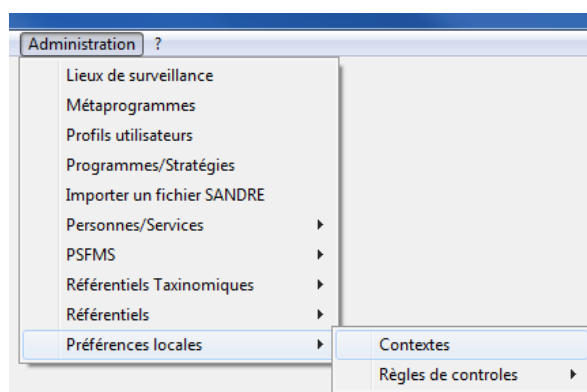 Administration ?
Lieux de surveillance
Métaprogrammes
Profils utilisateurs
Programmes/Stratégies
Importer un fichier SANDRE
Personnes/Services
PSFMS
Référentiels Taxinomiques
Référentiels
Préférences locales
Contextes
Règles de controles